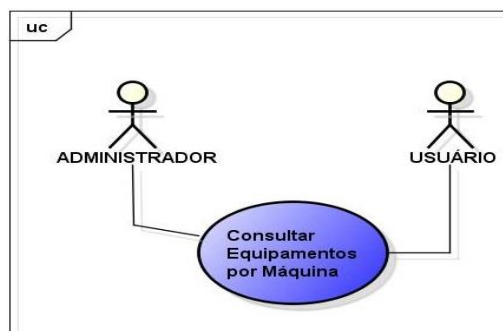 uc
ADMINISTRADOR
USUÁRIO
Consultar
Equipamentos
por Máquina